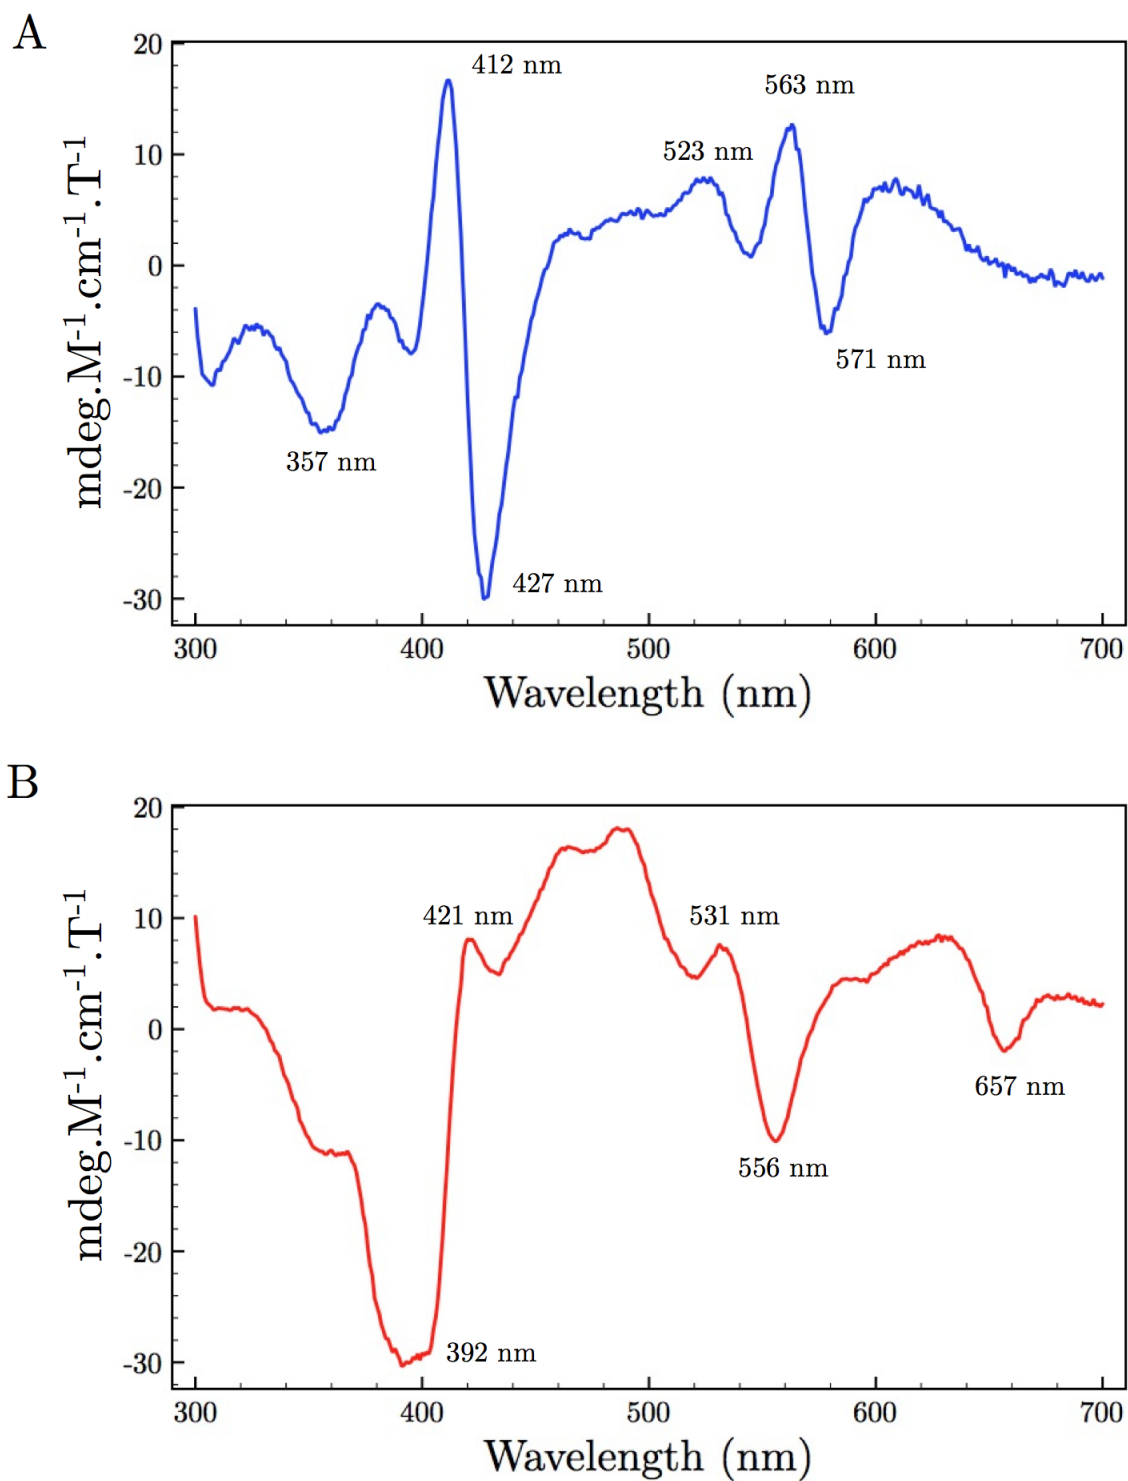 A
20
10
0
-10
-20
-30
mdeg.M-1.cm-1.T-1
412 nm
563 nm
523 nm
571 nm
357 nm
427 nm
300 400 500 600 700
Wavelength (nm)
B
20
10
0
-10
-20
-30
mdeg.M-1.cm-1.T-1
421 nm
531 nm
657 nm
556 nm
392 nm
300 400 500 600 700
Wavelength (nm)